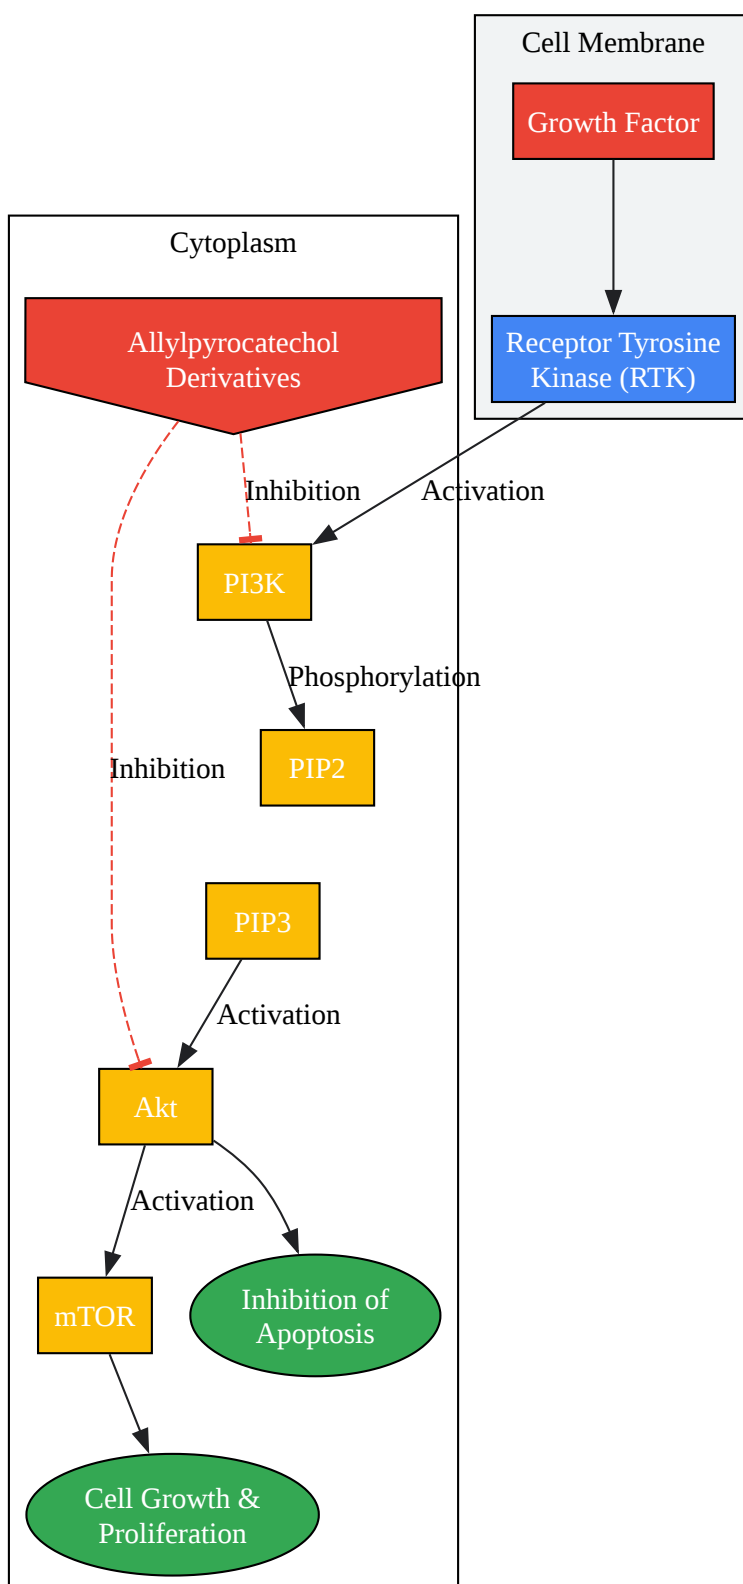 Cell Membrane
Growth Factor
Cytoplasm
Allylpyrocatechol
Derivatives
Receptor Tyrosine
Kinase (RTK)
Inhibition
Activation
PI3K
Phosphorylation
PIP2
Inhibition
PIP3
Activation
Akt
Activation
mTOR
Inhibition of
Apoptosis
Cell Growth &
Proliferation